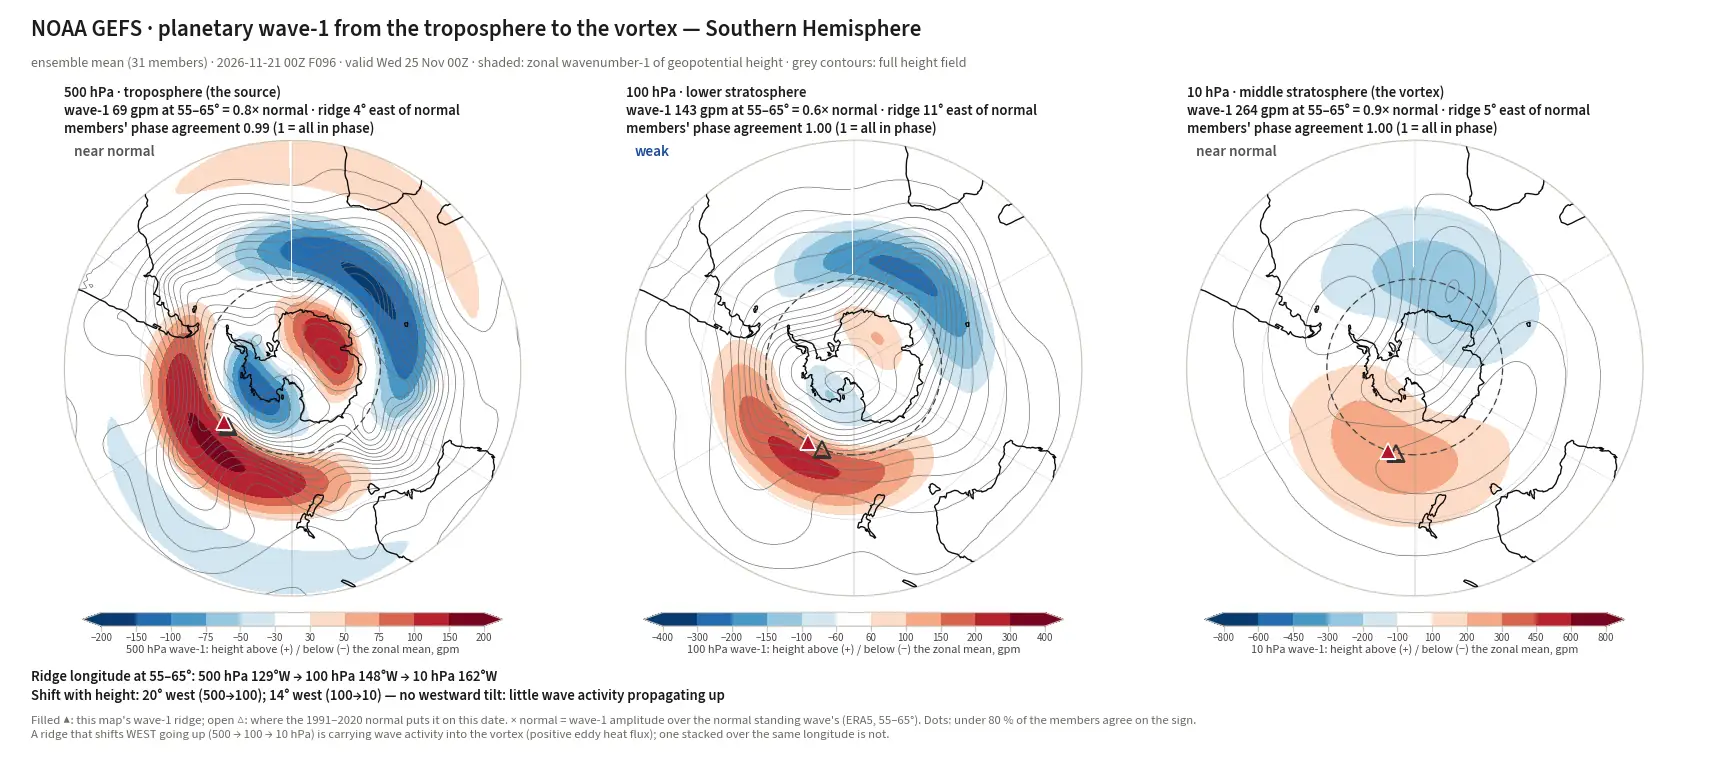 NOAA GEFS · planetary wave-1 from the troposphere to the vortex — Southern Hemisphere
ensemble mean (31 members) · 2026-11-21 00Z F096 · valid Wed 25 Nov 00Z · shaded: zonal wavenumber-1 of geopotential height · grey contours: full height field
500 hPa · troposphere (the source)
wave-1 69 gpm at 55–65° = 0.8× normal · ridge 4° east of normal
members' phase agreement 0.99 (1 = all in phase)
near normal
100 hPa · lower stratosphere
wave-1 143 gpm at 55–65° = 0.6× normal · ridge 11° east of normal
members' phase agreement 1.00 (1 = all in phase)
weak
10 hPa · middle stratosphere (the vortex)
wave-1 264 gpm at 55–65° = 0.9× normal · ridge 5° east of normal
members' phase agreement 1.00 (1 = all in phase)
near normal
−200 −150 −100 −75 −50 −30 30 50 75 100 150 200
500 hPa wave-1: height above (+) / below (−) the zonal mean, gpm
−400 −300 −200 −150 −100 −60 60 100 150 200 300 400
100 hPa wave-1: height above (+) / below (−) the zonal mean, gpm
−800 −600 −450 −300 −200 −100 100 200 300 450 600 800
10 hPa wave-1: height above (+) / below (−) the zonal mean, gpm
Ridge longitude at 55–65°: 500 hPa 129°W → 100 hPa 148°W → 10 hPa 162°W
Shift with height: 20° west (500→100); 14° west (100→10) — no westward tilt: little wave activity propagating up
Filled ▲: this map's wave-1 ridge; open △: where the 1991–2020 normal puts it on this date. × normal = wave-1 amplitude over the normal standing wave's (ERA5, 55–65°). Dots: under 80 % of the members agree on the sign.
A ridge that shifts WEST going up (500 → 100 → 10 hPa) is carrying wave activity into the vortex (positive eddy heat flux); one stacked over the same longitude is not.